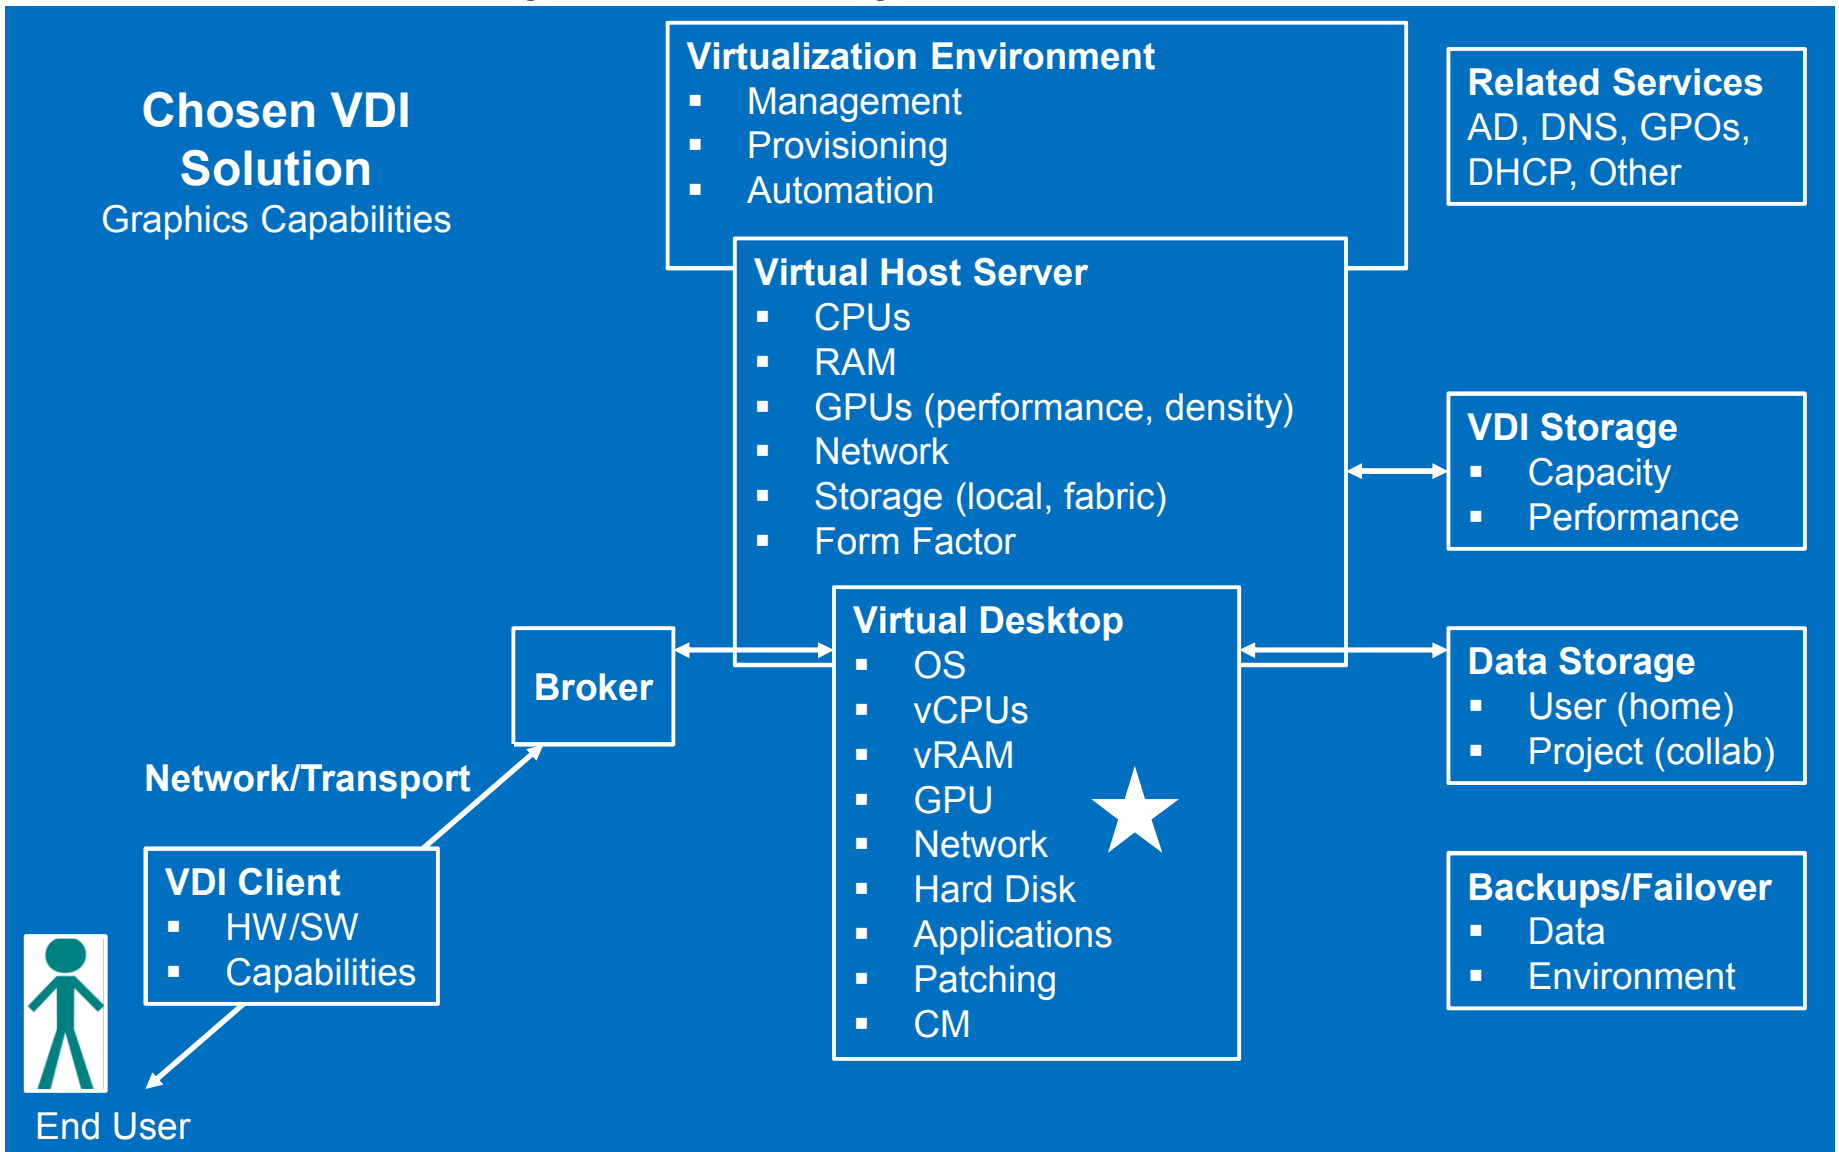 Chosen VDI
Solution
Graphics Capabilities
Virtualization Environment
▪ Management
▪ Provisioning
▪ Automation
Related Services
AD, DNS, GPOs,
DHCP, Other
Virtual Host Server
▪ CPUs
▪ RAM
▪ GPUs (performance, density)
▪ Network
▪ Storage (local, fabric)
▪ Form Factor
VDI Storage
▪ Capacity
▪ Performance
Virtual Desktop
▪ OS
▪ vCPUs
▪ vRAM
▪ GPU
▪ Network
▪ Hard Disk
▪ Applications
▪ Patching
▪ CM
Broker
Data Storage
▪ User (home)
▪ Project (collab)
Network/Transport
VDI Client
▪ HW/SW
▪ Capabilities
Backups/Failover
▪ Data
▪ Environment
End User